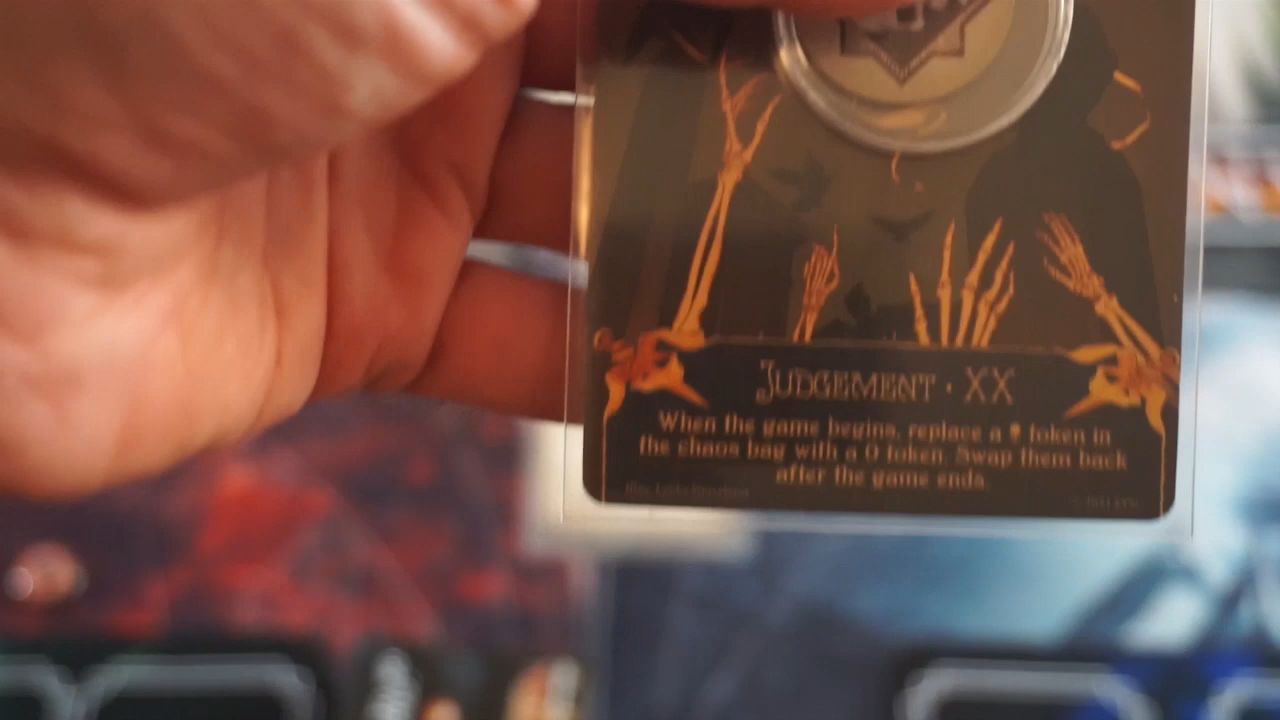 JUDGEMENT · XX
When the game begins, replace a token in
the chaos bag with a 0 token. Swap them back
after the game ends.